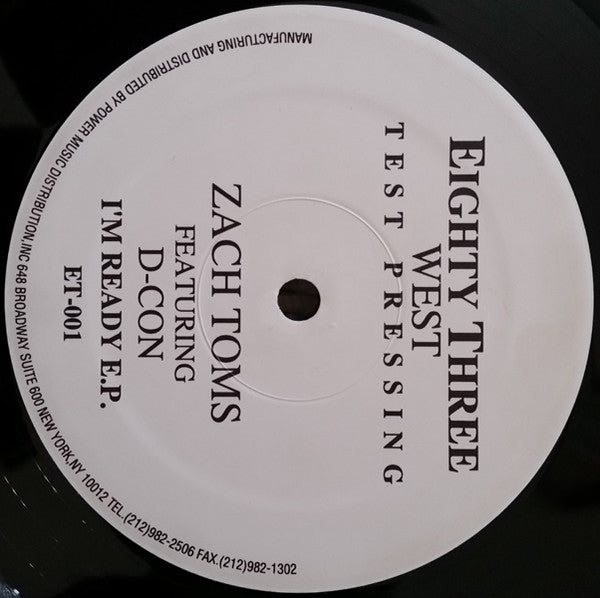 EIGHTY THREE
WEST
TEST PRESSING
ZACH TOMS
FEATURING
D-CON
I'M READY E.P.
ET-001
MANUFACTURING AND DISTRIBUTED BY POWER MUSIC DISTRIBUTION,INC 648 BROADWAY SUITE 600 NEW YORK,NY 10012 TEL.(212)982-2506 FAX.(212)982-1302